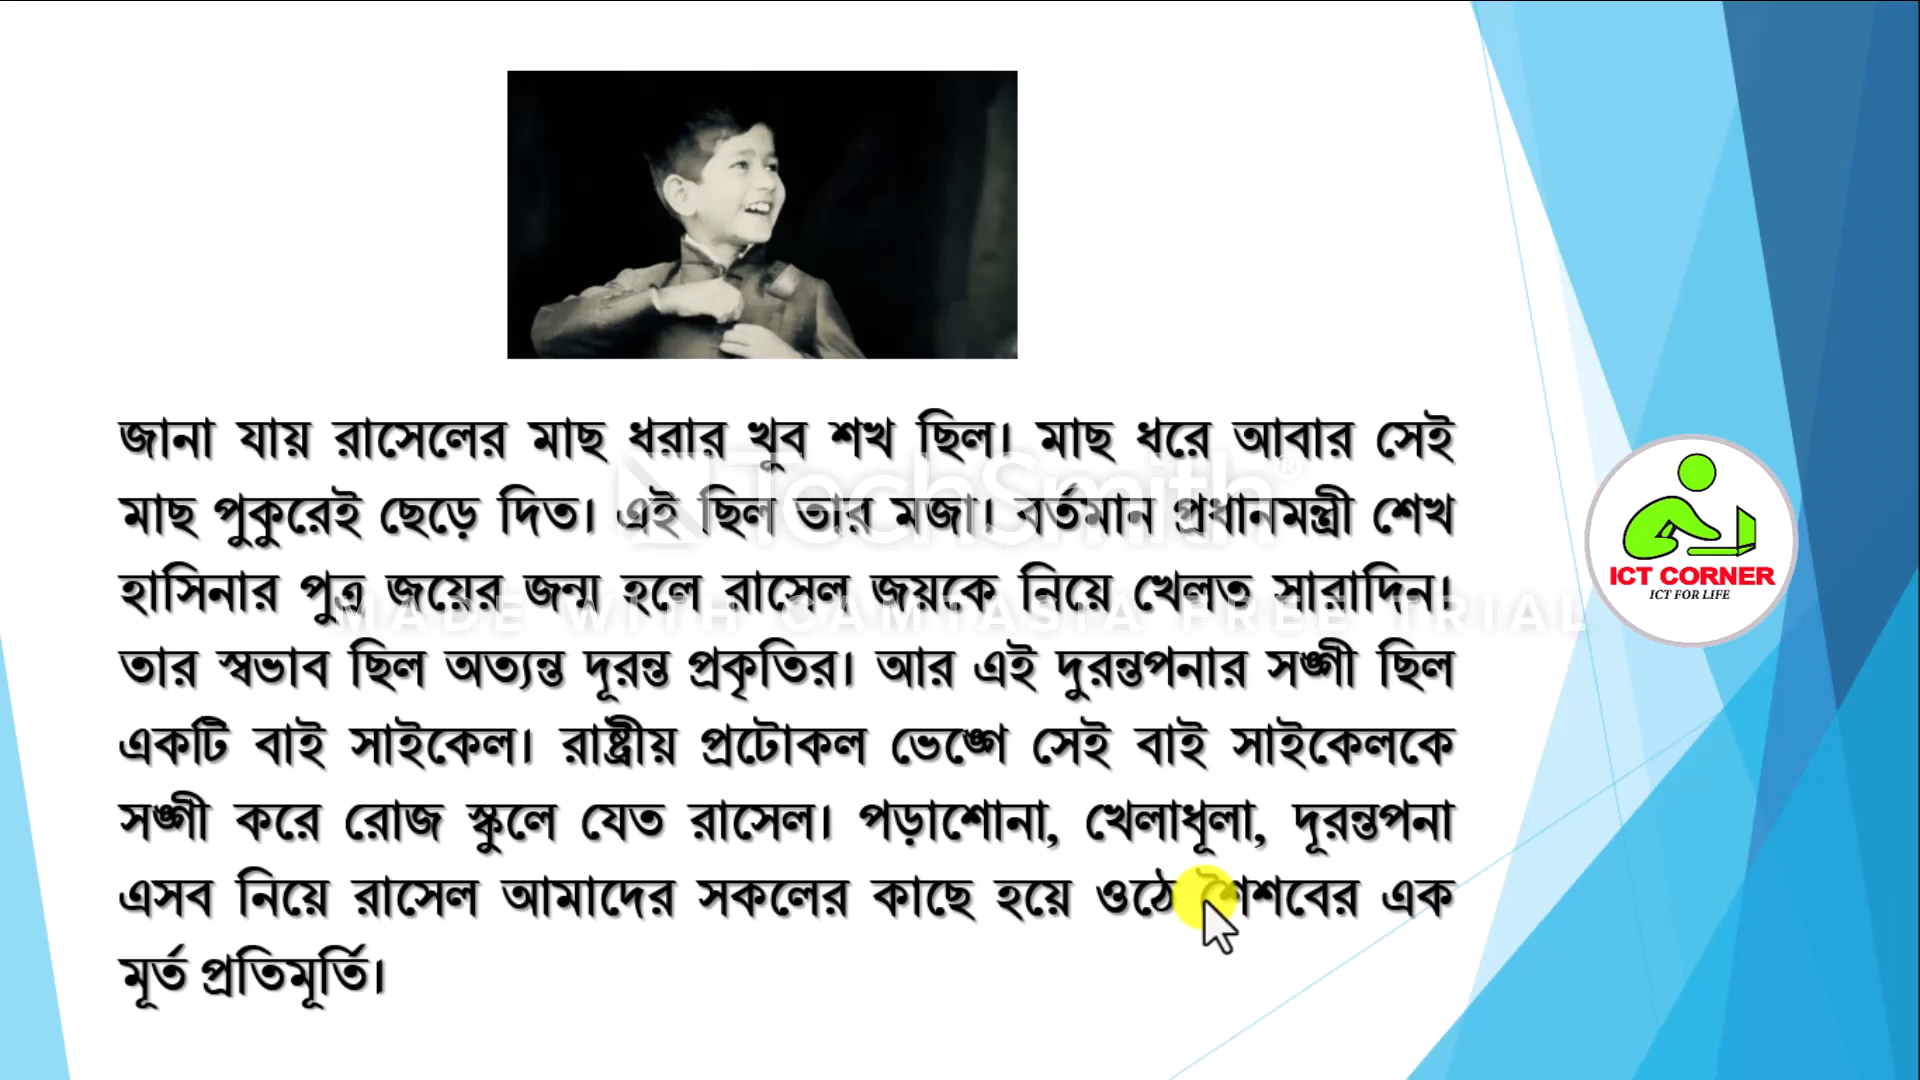 জানা যায় রাসেলের মাছ ধরার খুব শখ ছিল। মাছ ধরে আবার সেই
মাছ পুকুরেই ছেড়ে দিত। এই ছিল তার মজা। বর্তমান প্রধানমন্ত্রী শেখ
হাসিনার পুত্র জয়ের জন্ম হলে রাসেল জয়কে নিয়ে খেলত সারাদিন।
তার স্বভাব ছিল অত্যন্ত দূরন্ত প্রকৃতির। আর এই দুরন্তপনার সঙ্গী ছিল
একটি বাই সাইকেল। রাষ্ট্রীয় প্রটোকল ভেঙ্গে সেই বাই সাইকেলকে
সঙ্গী করে রোজ স্কুলে যেত রাসেল। পড়াশোনা, খেলাধূলা, দূরন্তপনা
এসব নিয়ে রাসেল আমাদের সকলের কাছে হয়ে ওঠে শৈশবের এক
মূর্ত প্রতিমূর্তি।
TechSmith®
MADE WITH CAMTASIA FREE TRIAL
ICT CORNER
ICT FOR LIFE